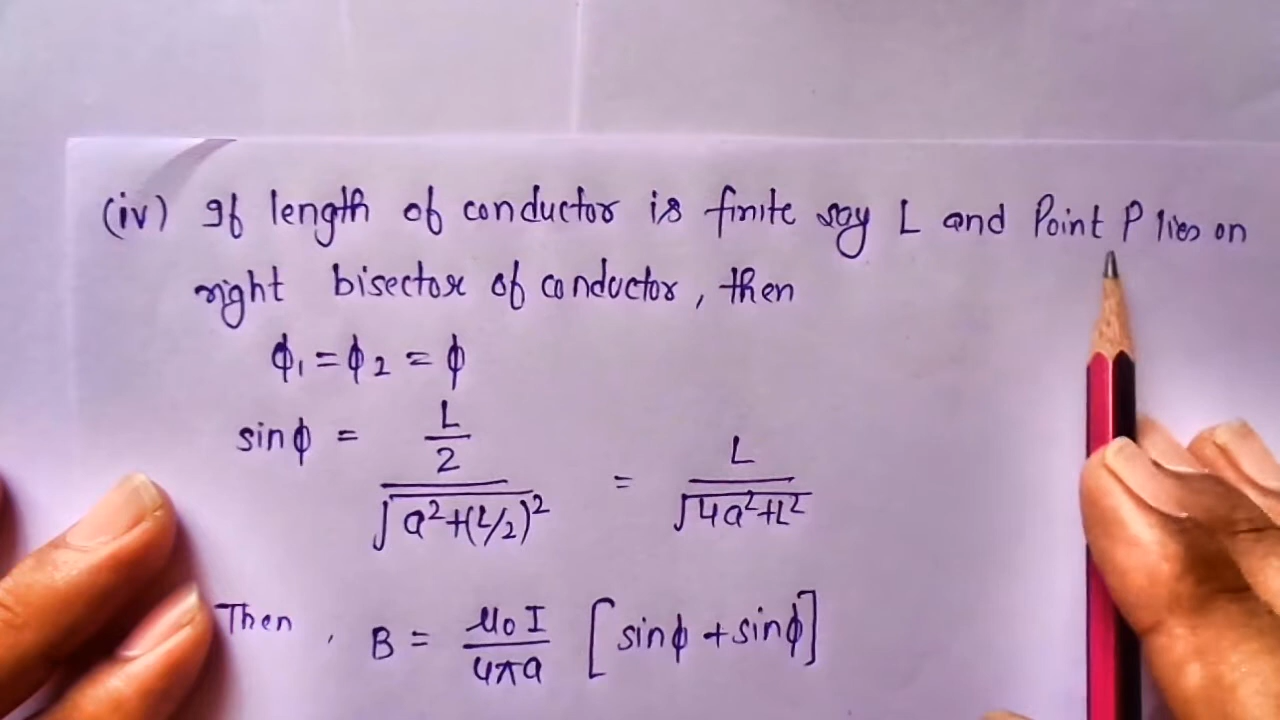 (iv) If length of conductor is finite say L and Point P lies on
right bisector of conductor, then
ϕ₁ = ϕ₂ = ϕ
sinϕ = (L/2) / √(a²+(L/2)²) = L / √(4a²+L²)
Then, B = μ₀I / 4πa [sinϕ + sinϕ]